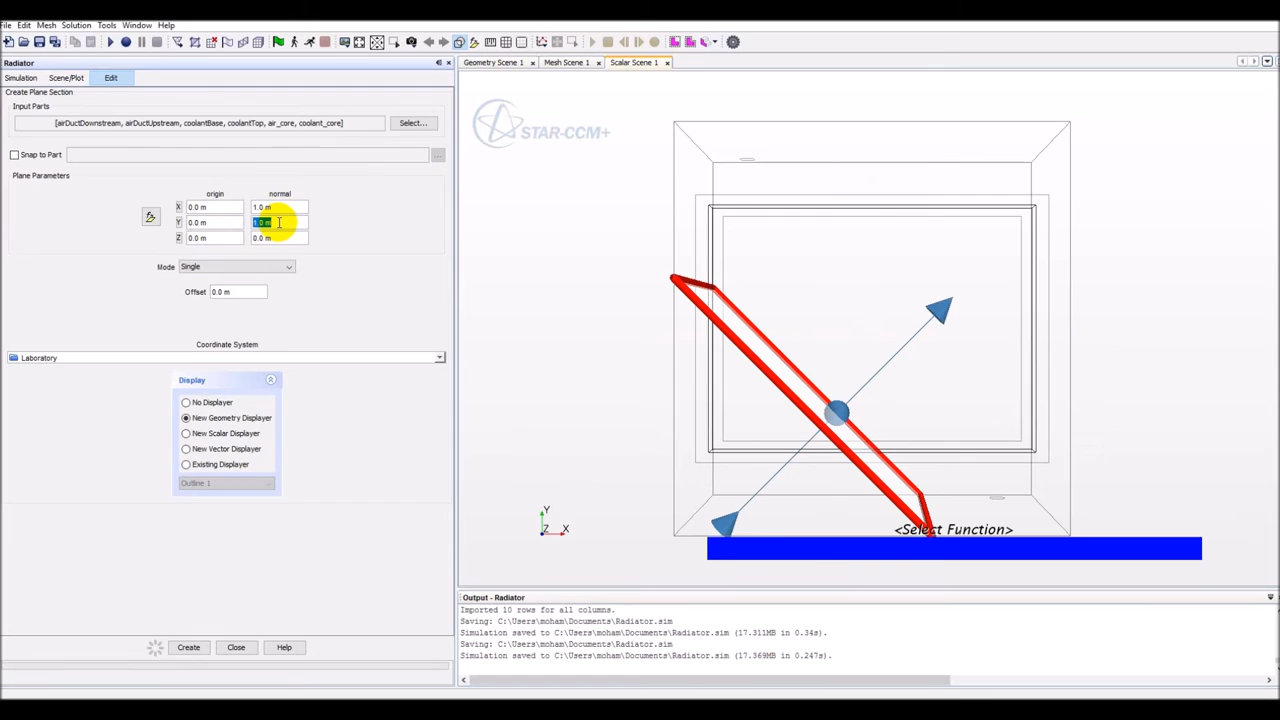 File Edit Mesh Solution Tools Window Help
Radiator
Simulation Scene/Plot Edit
Create Plane Section
Input Parts
[airDuctDownstream, airDuctUpstream, coolantBase, coolantTop, air_core, coolant_core] Select...
Snap to Part ...
Plane Parameters
origin normal
X 0.0 m 1.0 m
Y 0.0 m 1.0 m
Z 0.0 m 0.0 m
Mode Single
Offset 0.0 m
Coordinate System
Laboratory
Display
No Displayer
New Geometry Displayer
New Scalar Displayer
New Vector Displayer
Existing Displayer
Outline 1
Create Close Help
Geometry Scene 1 Mesh Scene 1 Scalar Scene 1
STAR-CCM+
Y
Z X
<Select Function>
Output - Radiator
Imported 10 rows for all columns.
Saving: C:\Users\moham\Documents\Radiator.sim
Simulation saved to C:\Users\moham\Documents\Radiator.sim (17.311MB in 0.34s).
Saving: C:\Users\moham\Documents\Radiator.sim
Simulation saved to C:\Users\moham\Documents\Radiator.sim (17.369MB in 0.247s).